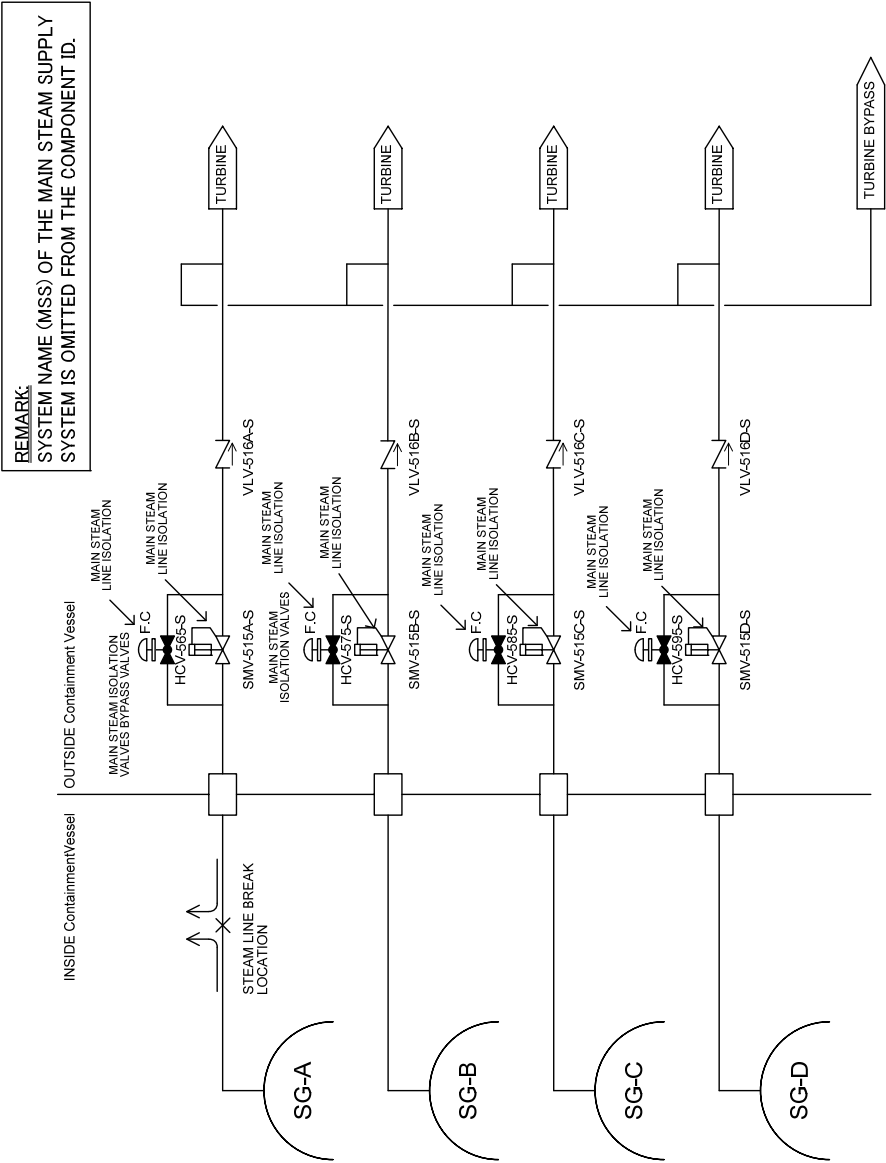 REMARK:
SYSTEM NAME (MSS) OF THE MAIN STEAM SUPPLY
SYSTEM IS OMITTED FROM THE COMPONENT ID.
INSIDE ContainmentVessel
OUTSIDE Containment Vessel
SG-A
STEAM LINE BREAK
LOCATION
MAIN STEAM ISOLATION
VALVES BYPASS VALVES
F.C
MAIN STEAM
LINE ISOLATION
HCV-565-S
MAIN STEAM
LINE ISOLATION
SMV-515A-S
VLV-516A-S
TURBINE
SG-B
MAIN STEAM
ISOLATION VALVES
F.C
MAIN STEAM
LINE ISOLATION
HCV-575-S
MAIN STEAM
LINE ISOLATION
SMV-515B-S
VLV-516B-S
TURBINE
SG-C
F.C
MAIN STEAM
LINE ISOLATION
HCV-585-S
MAIN STEAM
LINE ISOLATION
SMV-515C-S
VLV-516C-S
TURBINE
SG-D
F.C
MAIN STEAM
LINE ISOLATION
HCV-595-S
MAIN STEAM
LINE ISOLATION
SMV-515D-S
VLV-516D-S
TURBINE
TURBINE BYPASS